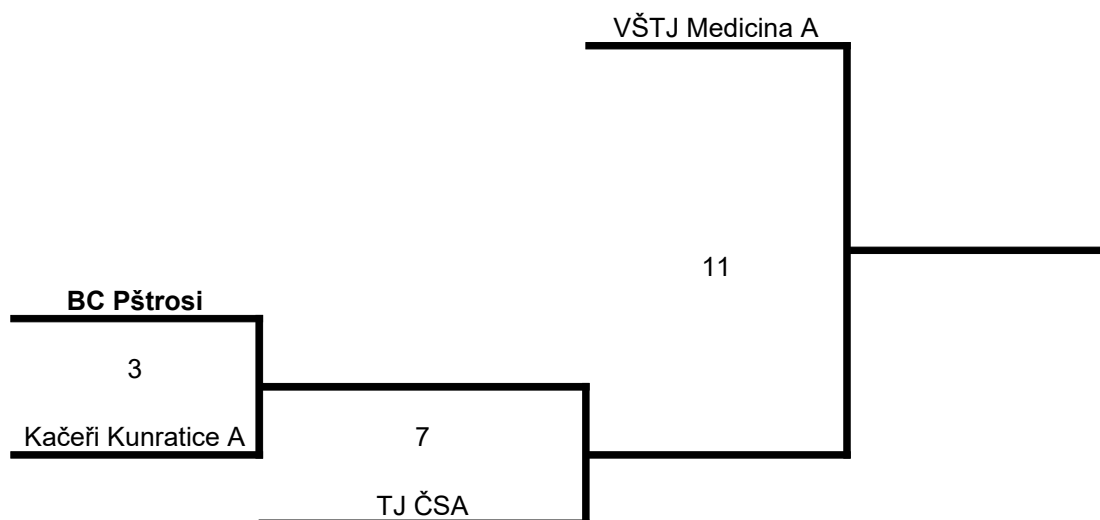 VŠTJ Medicina A
11
BC Pštrosi
3
Kačeři Kunratice A
7
TJ ČSA